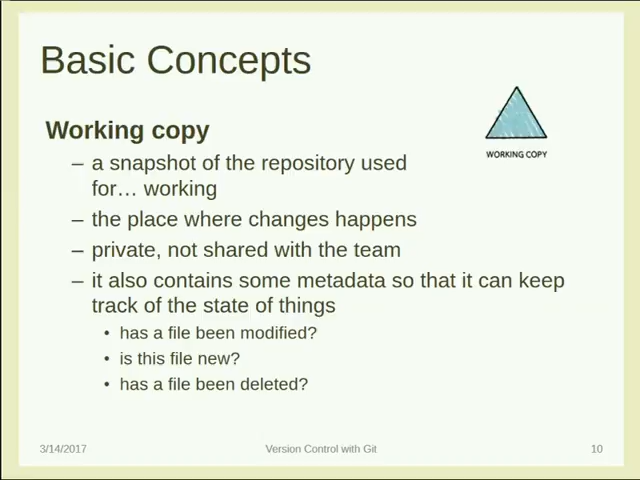 Basic Concepts
Working copy
WORKING COPY
– a snapshot of the repository used
for… working
– the place where changes happens
– private, not shared with the team
– it also contains some metadata so that it can keep
track of the state of things
• has a file been modified?
• is this file new?
• has a file been deleted?
3/14/2017 Version Control with Git 10